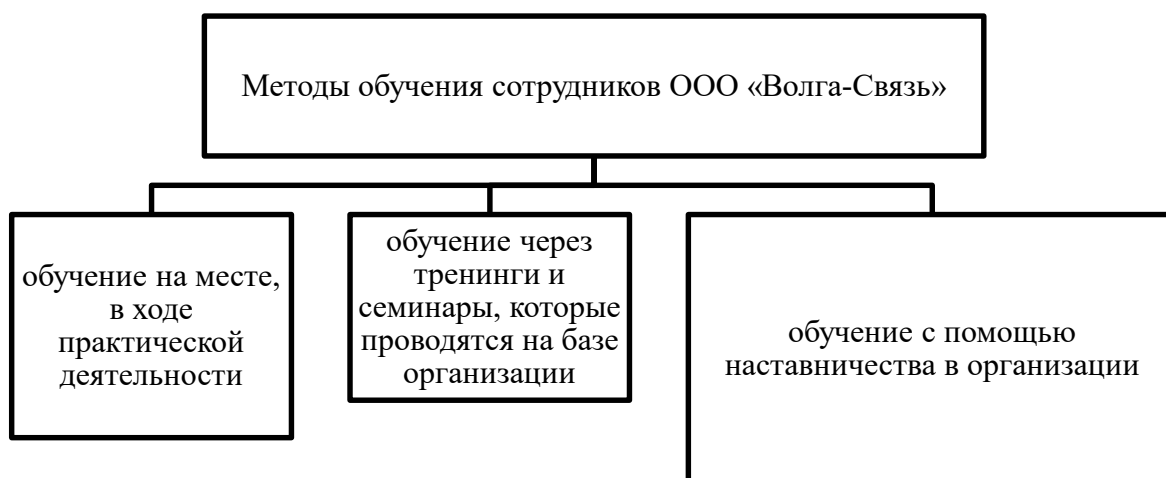 Методы обучения сотрудников ООО «Волга-Связь»
обучение на месте,
в ходе
практической
деятельности
обучение через
тренинги и
семинары, которые
проводятся на базе
организации
обучение с помощью
наставничества в организации